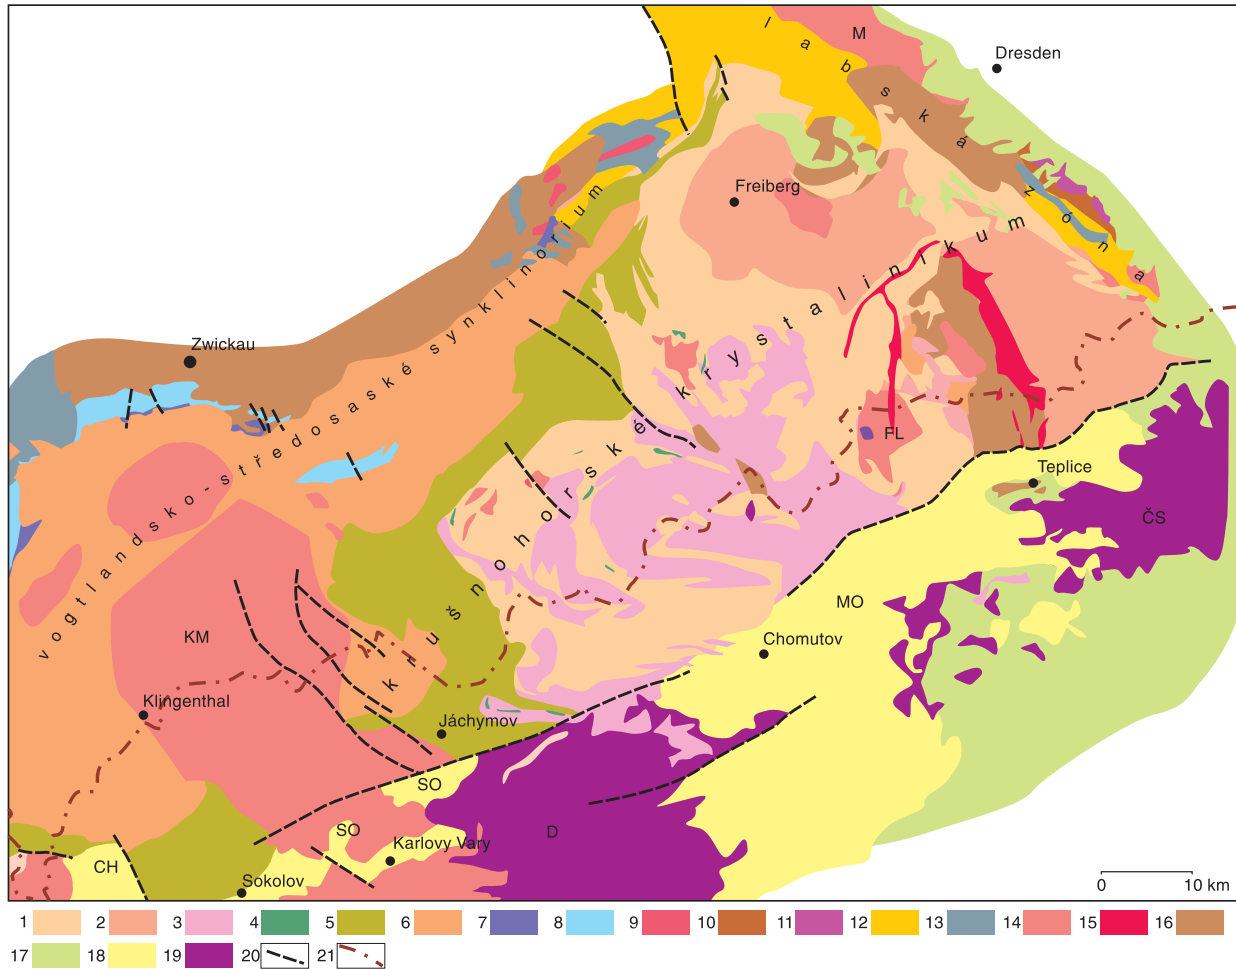 M
Dresden
labská zóna
Freiberg
krušnohorské krystalinikum
Zwickau
vogtlandsko-středosaské synklinorium
FL
Teplice
ČS
MO
KM
Chomutov
Klingenthal
Jáchymov
SO
SO
D
Karlovy Vary
CH
Sokolov
0 10 km
1 2 3 4 5 6 7 8 9 10 11 12 13 14 15 16
17 18 19 20 21